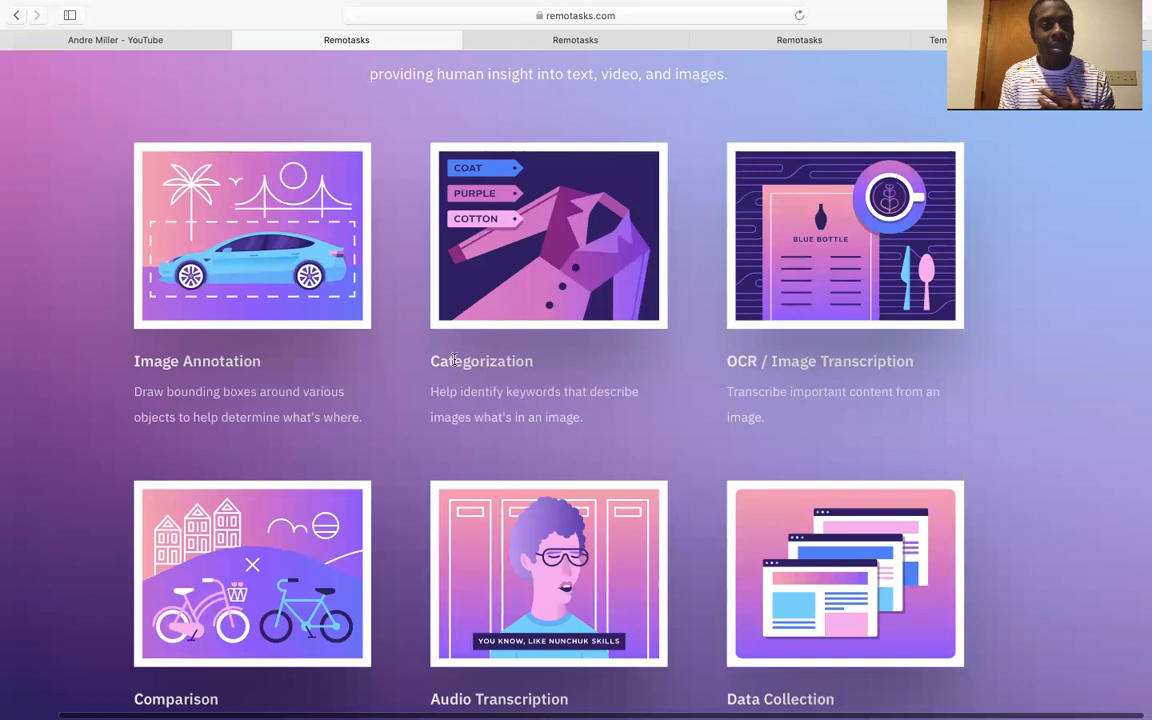 remotasks.com
Andre Miller - YouTube
Remotasks
Remotasks
Remotasks
Tem
providing human insight into text, video, and images.
COAT
PURPLE
COTTON
BLUE BOTTLE
Image Annotation
Draw bounding boxes around various
objects to help determine what's where.
Categorization
Help identify keywords that describe
images what's in an image.
OCR / Image Transcription
Transcribe important content from an
image.
YOU KNOW, LIKE NUNCHUK SKILLS
Comparison
Audio Transcription
Data Collection